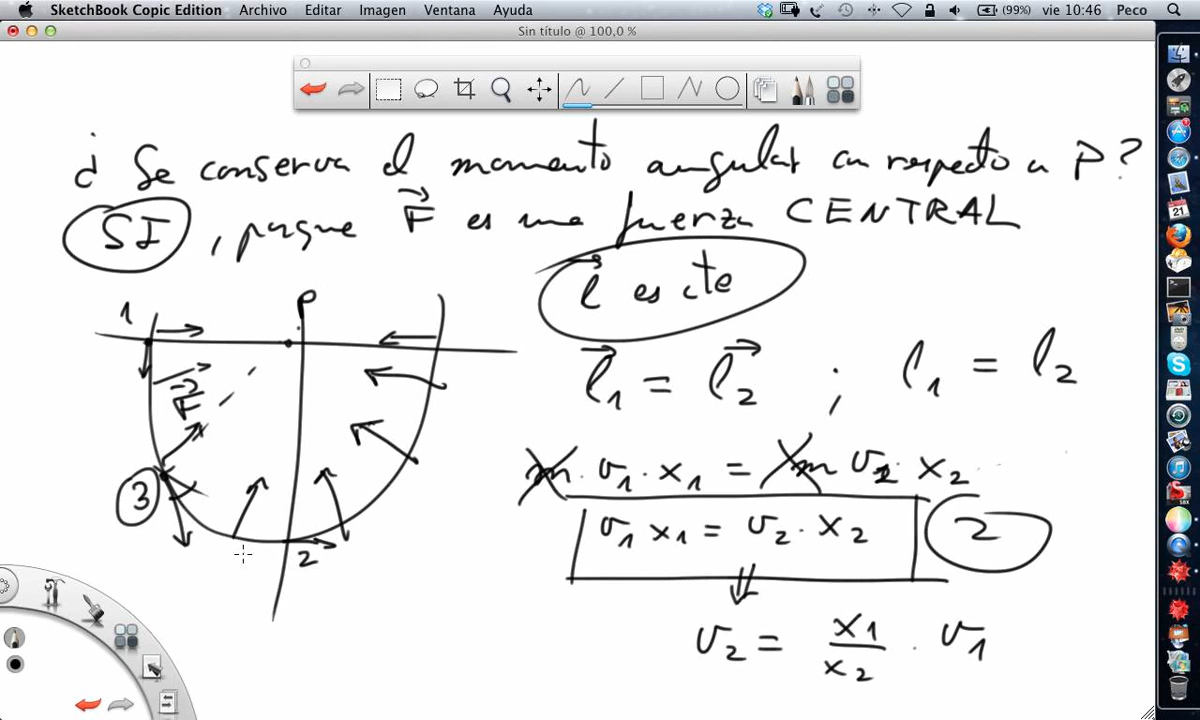 SketchBook Copic Edition Archivo Editar Imagen Ventana Ayuda (99%) vie 10:46 Peco
Sin título @ 100,0 %
¿ Se conserva el momento angular con respecto a P?
SI, porque F⃗ es una fuerza CENTRAL
l⃗ es cte
1
P
F⃗
3
2
l⃗₁ = l⃗₂ ; l₁ = l₂
m · v₁ · x₁ = m v₂ · x₂
v₁ x₁ = v₂ · x₂
2
⇓
v₂ = x₁/x₂ · v₁
21